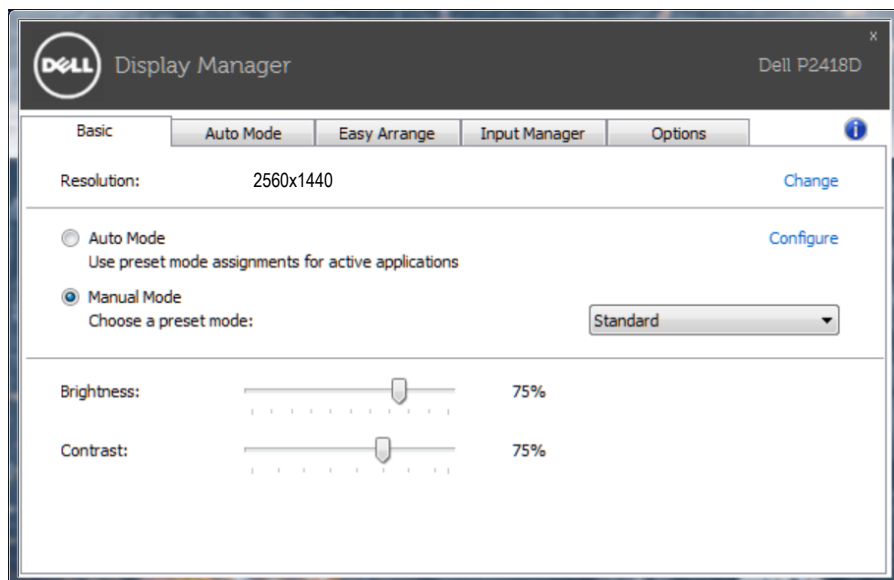 DELL Display Manager
x
Dell P2418D
Basic Auto Mode Easy Arrange Input Manager Options i
Resolution: 2560x1440 Change
Auto Mode Configure
Use preset mode assignments for active applications
Manual Mode
Choose a preset mode: Standard
Brightness: 75%
Contrast: 75%